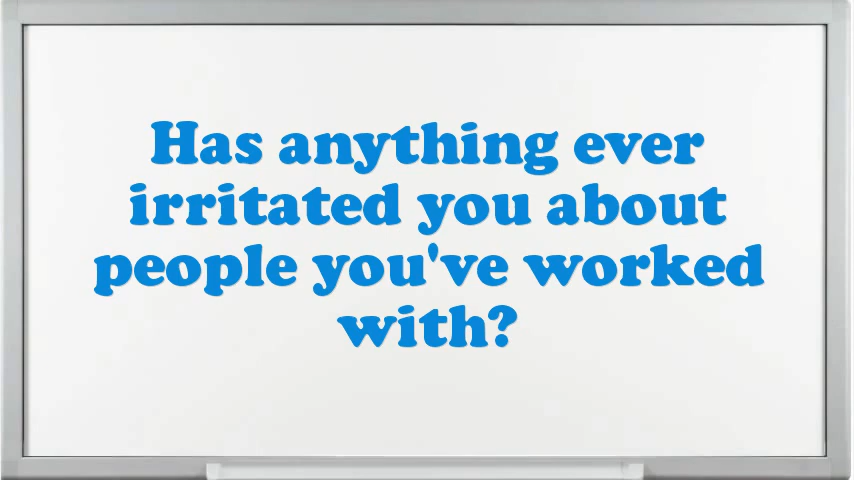 Has anything ever
irritated you about
people you've worked
with?